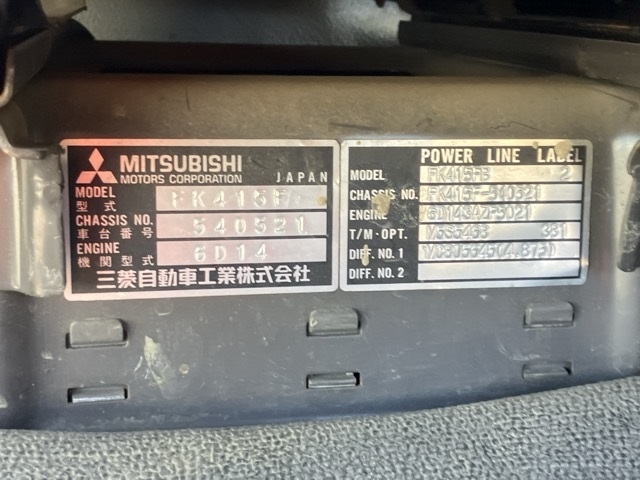 MITSUBISHI
MOTORS CORPORATION JAPAN
MODEL
型式 FK415F
CHASSIS NO.
車台番号 540521
ENGINE
機関型式 6D14
三菱自動車工業株式会社
POWER LINE LABEL
MODEL FK415FB 2
CHASSIS NO. FK415F-540521
ENGINE
T/M-OPT. 381
DIFF. NO. 1
DIFF. NO. 2